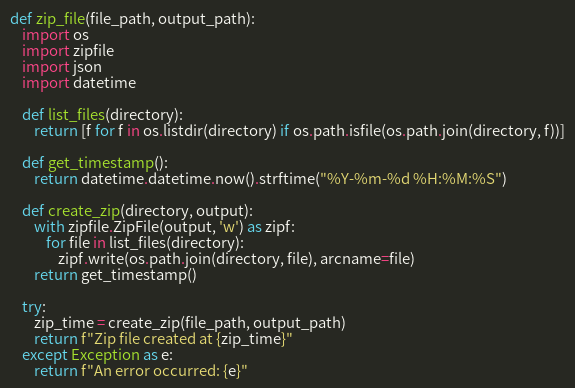 def zip_file(file_path, output_path):
    import os
    import zipfile
    import json
    import datetime

    def list_files(directory):
        return [f for f in os.listdir(directory) if os.path.isfile(os.path.join(directory, f))]

    def get_timestamp():
        return datetime.datetime.now().strftime("%Y-%m-%d %H:%M:%S")

    def create_zip(directory, output):
        with zipfile.ZipFile(output, 'w') as zipf:
            for file in list_files(directory):
                zipf.write(os.path.join(directory, file), arcname=file)
        return get_timestamp()

    try:
        zip_time = create_zip(file_path, output_path)
        return f"Zip file created at {zip_time}"
    except Exception as e:
        return f"An error occurred: {e}"